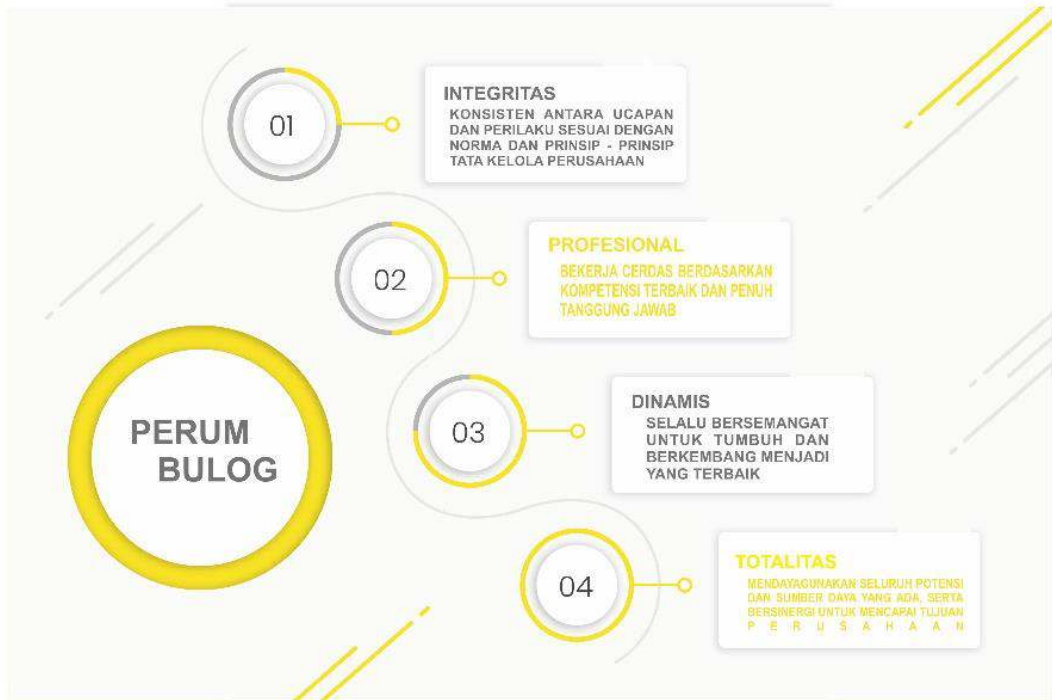 01
INTEGRITAS
KONSISTEN ANTARA UCAPAN
DAN PERILAKU SESUAI DENGAN
NORMA DAN PRINSIP - PRINSIP
TATA KELOLA PERUSAHAAN
02
PROFESIONAL
BEKERJA CERDAS BERDASARKAN
KOMPETENSI TERBAIK DAN PENUH
TANGGUNG JAWAB
PERUM
BULOG
03
DINAMIS
SELALU BERSEMANGAT
UNTUK TUMBUH DAN
BERKEMBANG MENJADI
YANG TERBAIK
04
TOTALITAS
MENDAYAGUNAKAN SELURUH POTENSI
DAN SUMBER DAYA YANG ADA, SERTA
BERSINERGI UNTUK MENCAPAI TUJUAN
P E R U S A H A A N